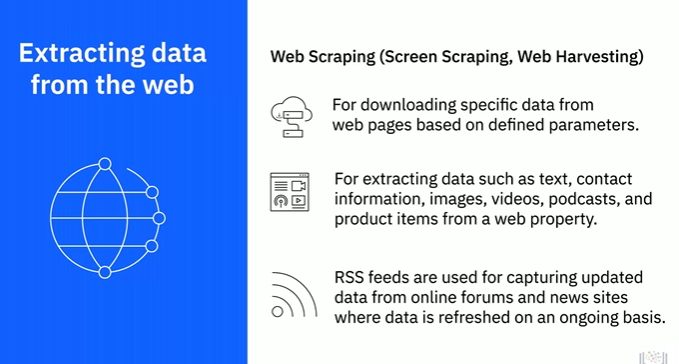 Extracting data
from the web
Web Scraping (Screen Scraping, Web Harvesting)
For downloading specific data from
web pages based on defined parameters.
For extracting data such as text, contact
information, images, videos, podcasts, and
product items from a web property.
RSS feeds are used for capturing updated
data from online forums and news sites
where data is refreshed on an ongoing basis.